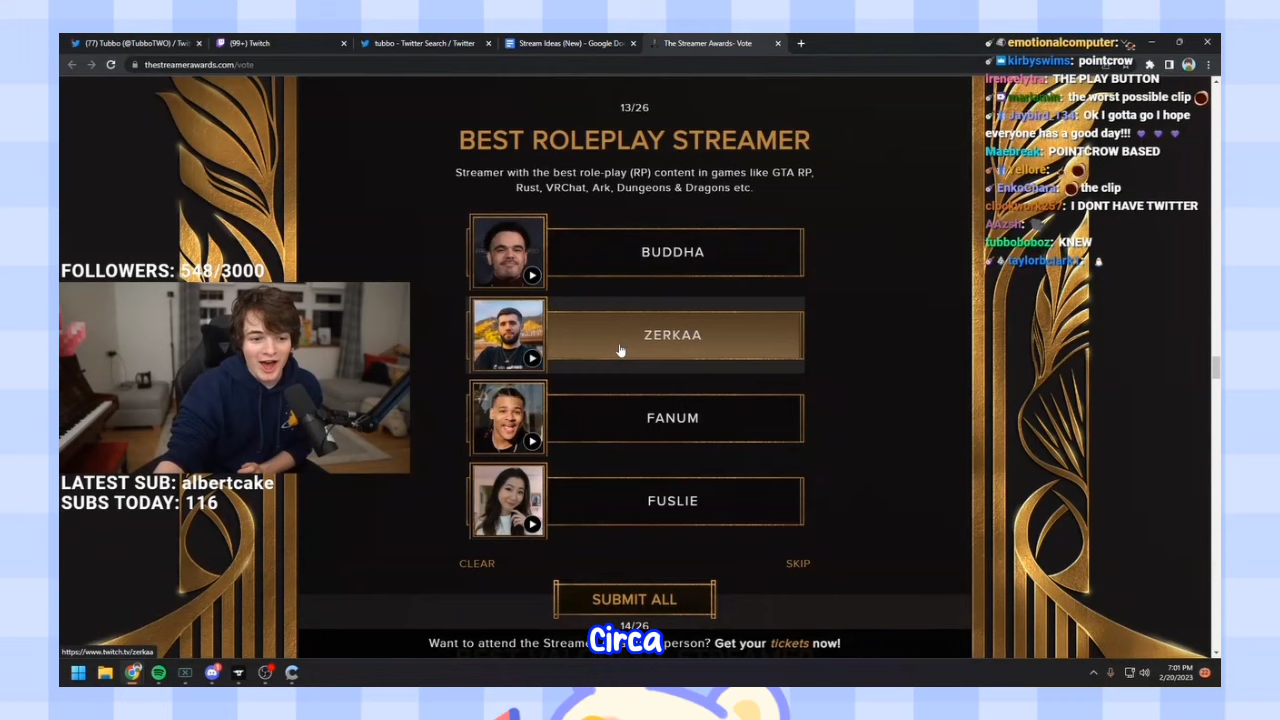 (77) Tubbo (@TubboTWO) / Twit
(99+) Twitch
tubbo - Twitter Search / Twitter
Stream Ideas (New) - Google Do
The Streamer Awards- Vote
thestreamerawards.com/vote
emotionalcomputer:
kirbyswims: pointcrow
THE PLAY BUTTON
the worst possible clip
Ok I gotta go I hope
everyone has a good day!!!
Maebreak: POINTCROW BASED
Yellore:
the clip
I DONT HAVE TWITTER
tubboboboz: KNEW
13/26
BEST ROLEPLAY STREAMER
Streamer with the best role-play (RP) content in games like GTA RP,
Rust, VRChat, Ark, Dungeons & Dragons etc.
BUDDHA
ZERKAA
FANUM
FUSLIE
CLEAR
SKIP
SUBMIT ALL
14/26
Want to attend the Streame person? Get your tickets now!
Circa
FOLLOWERS: 548/3000
LATEST SUB: albertcake
SUBS TODAY: 116
https://www.twitch.tv/zerkaa
7:01 PM
2/20/2023